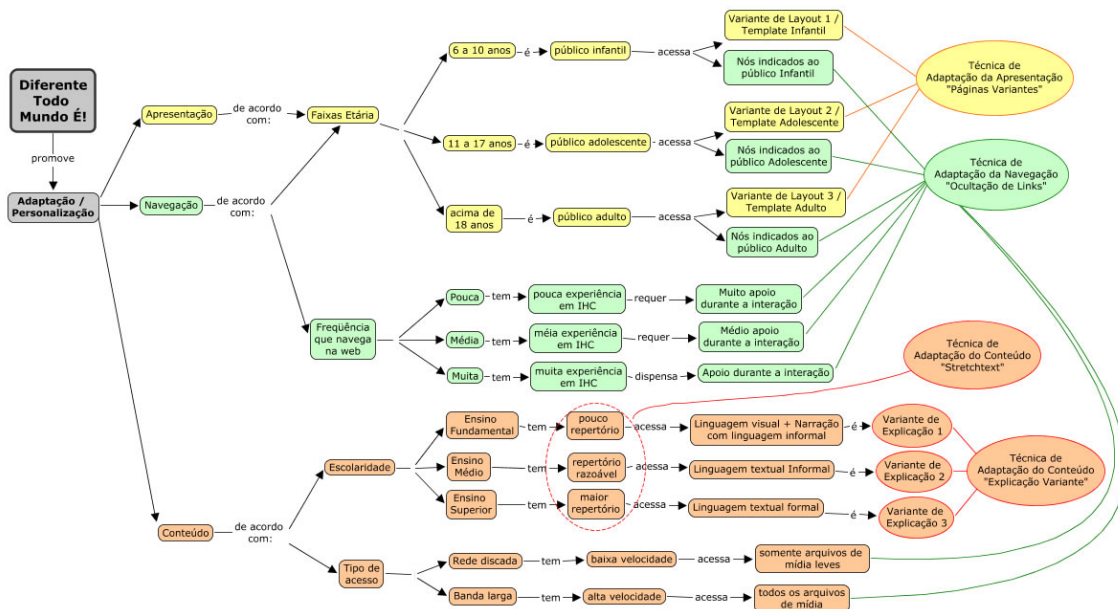 Diferente
Todo
Mundo É!
promove
Adaptação /
Personalização
Apresentação
de acordo
com:
Faixas Etária
6 a 10 anos
é
público infantil
acessa
Variante de Layout 1 /
Template Infantil
Nós indicados ao
público Infantil
11 a 17 anos
é
público adolescente
acessa
Variante de Layout 2 /
Template Adolescente
Nós indicados ao
público Adolescente
acima de
18 anos
é
público adulto
acessa
Variante de Layout 3 /
Template Adulto
Nós indicados ao
público Adulto
Técnica de
Adaptação da Apresentação
"Páginas Variantes"
Navegação
de acordo
com:
Freqüência
que navega
na web
Pouca
tem
pouca experiência
em IHC
requer
Muito apoio
durante a interação
Média
tem
méia experiência
em IHC
requer
Médio apoio
durante a interação
Muita
tem
muita experiência
em IHC
dispensa
Apoio durante a interação
Técnica de
Adaptação da Navegação
"Ocultação de Links"
Conteúdo
de acordo
com:
Escolaridade
Ensino
Fundamental
tem
pouco
repertório
acessa
Linguagem visual + Narração
com linguagem informal
é
Variante de
Explicação 1
Ensino
Médio
tem
repertório
razoável
acessa
Linguagem textual Informal
é
Variante de
Explicação 2
Ensino
Superior
tem
maior
repertório
acessa
Linguagem textual formal
é
Variante de
Explicação 3
Técnica de
Adaptação do Conteúdo
"Stretchtext"
Técnica de
Adaptação do Conteúdo
"Explicação Variante"
Tipo de
acesso
Rede discada
tem
baixa velocidade
acessa
somente arquivos de
mídia leves
Banda larga
tem
alta velocidade
acessa
todos os arquivos
de mídia